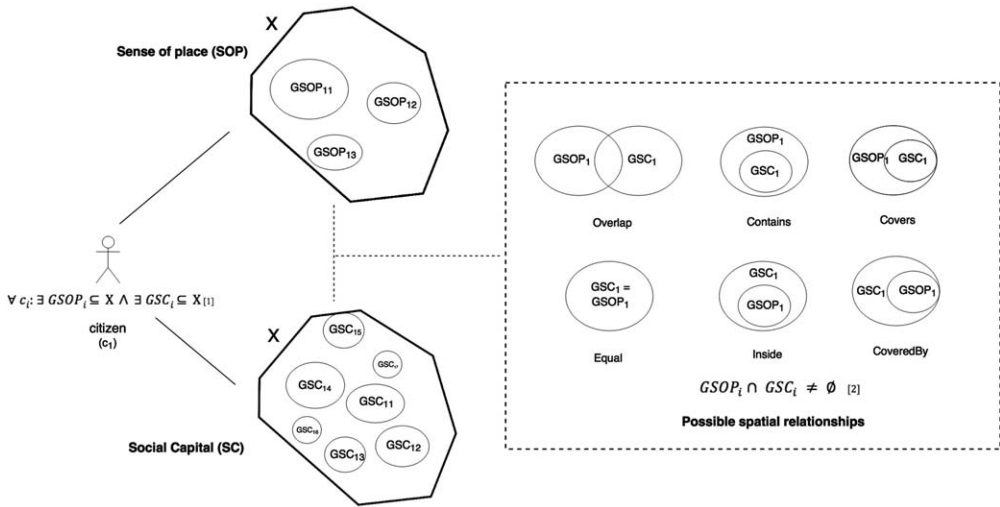 X
Sense of place (SOP)
GSOP₁₁
GSOP₁₂
GSOP₁₃
∀ cᵢ: ∃ GSOPᵢ ⊆ X ∧ ∃ GSCᵢ ⊆ X [1]
citizen
(c₁)
X
GSC₁₅
GSC₁₇
GSC₁₄
GSC₁₁
GSC₁₆
GSC₁₂
GSC₁₃
Social Capital (SC)
GSOP₁ GSC₁
Overlap
GSOP₁
GSC₁
Contains
GSOP₁ GSC₁
Covers
GSC₁ =
GSOP₁
Equal
GSC₁
GSOP₁
Inside
GSC₁ GSOP₁
CoveredBy
GSOPᵢ ∩ GSCᵢ ≠ ∅ [2]
Possible spatial relationships